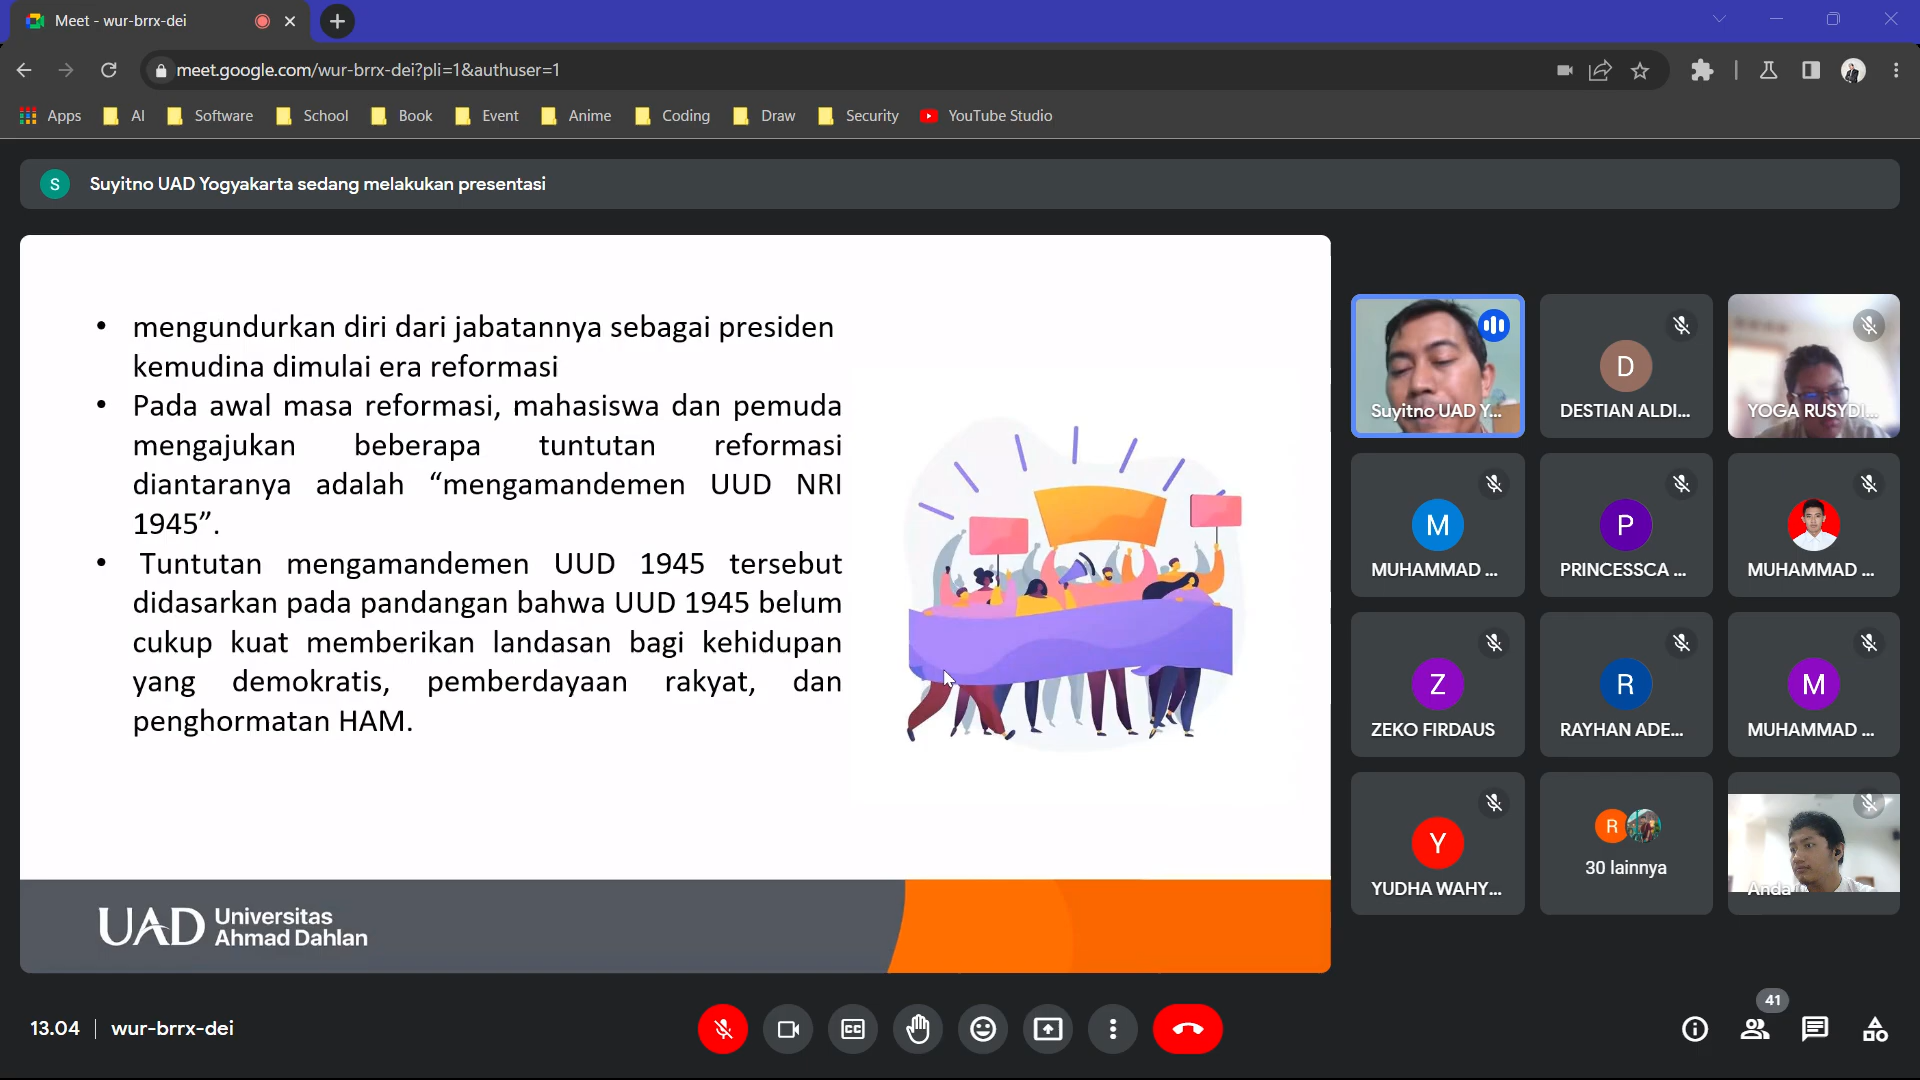 Meet - wur-brrx-dei
meet.google.com/wur-brrx-dei?pli=1&authuser=1
Apps AI Software School Book Event Anime Coding Draw Security YouTube Studio
S Suyitno UAD Yogyakarta sedang melakukan presentasi
• mengundurkan diri dari jabatannya sebagai presiden
kemudina dimulai era reformasi
• Pada awal masa reformasi, mahasiswa dan pemuda
mengajukan beberapa tuntutan reformasi
diantaranya adalah “mengamandemen UUD NRI
1945”.
• Tuntutan mengamandemen UUD 1945 tersebut
didasarkan pada pandangan bahwa UUD 1945 belum
cukup kuat memberikan landasan bagi kehidupan
yang demokratis, pemberdayaan rakyat, dan
penghormatan HAM.
UAD Universitas
Ahmad Dahlan
Suyitno UAD Y...
D
DESTIAN ALDI...
YOGA RUSYDI...
M
MUHAMMAD ...
P
PRINCESSCA ...
MUHAMMAD ...
Z
ZEKO FIRDAUS
R
RAYHAN ADE...
M
MUHAMMAD ...
Y
YUDHA WAHY...
R
30 lainnya
Anda
13.04 | wur-brrx-dei
CC
41